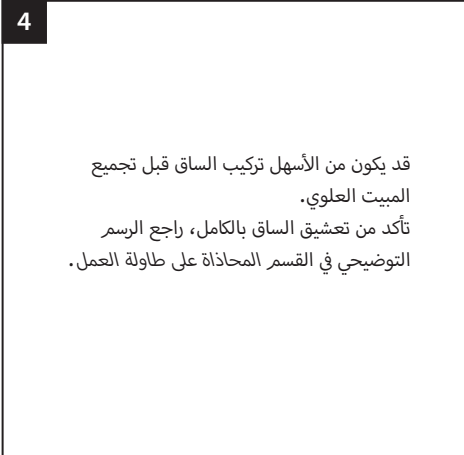 4
قد يكون من الأسهل تركيب الساق قبل تجميع
المبيت العلوي.
تأكد من تعشيق الساق بالكامل، راجع الرسم
التوضيحي في القسم المحاذاة على طاولة العمل.